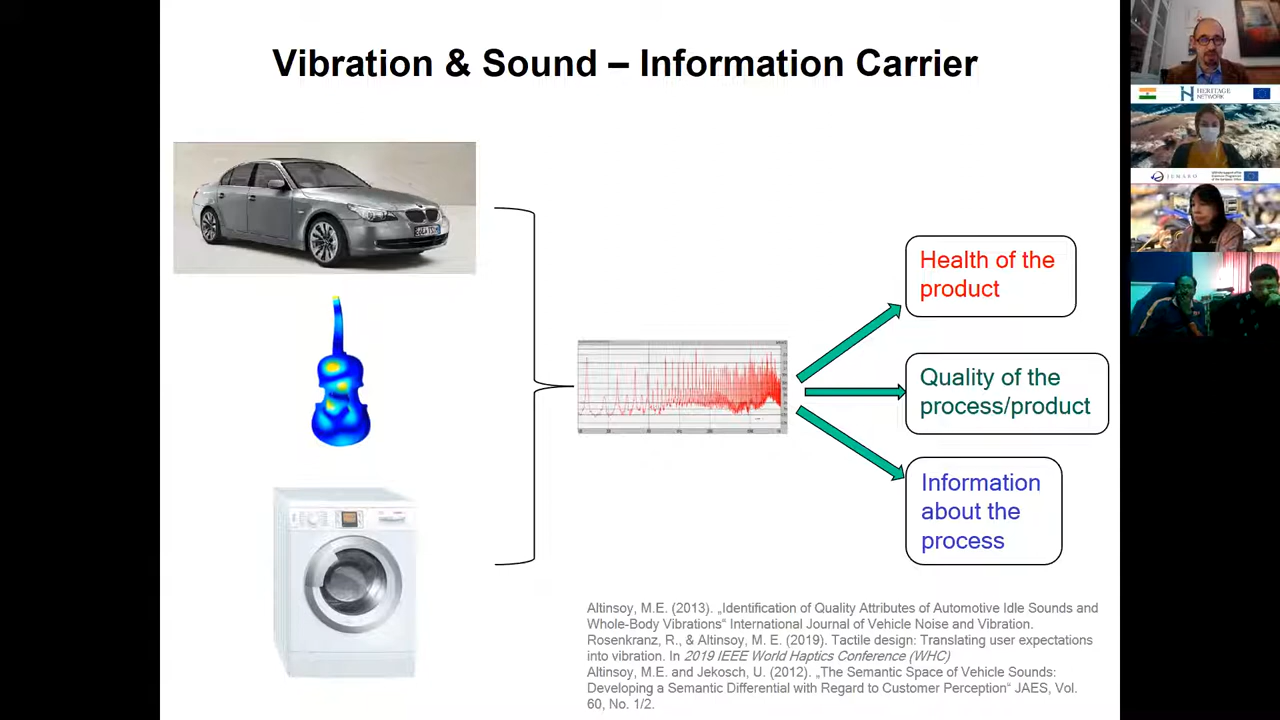 Vibration & Sound – Information Carrier
Health of the
product
Quality of the
process/product
Information
about the
process
Altinsoy, M.E. (2013). „Identification of Quality Attributes of Automotive Idle Sounds and
Whole-Body Vibrations“ International Journal of Vehicle Noise and Vibration.
Rosenkranz, R., & Altinsoy, M. E. (2019). Tactile design: Translating user expectations
into vibration. In 2019 IEEE World Haptics Conference (WHC)
Altinsoy, M.E. and Jekosch, U. (2012). „The Semantic Space of Vehicle Sounds:
Developing a Semantic Differential with Regard to Customer Perception“ JAES, Vol.
60, No. 1/2.
HERITAGE
NETWORK
JEMARO